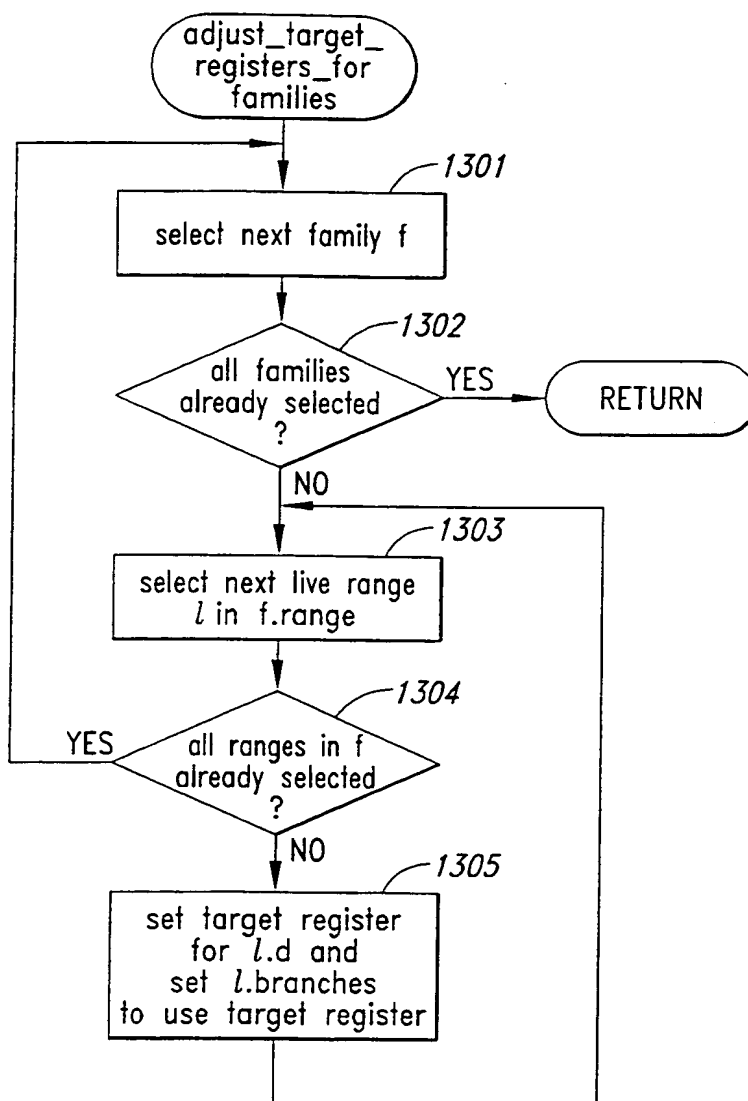 adjust_target_
registers_for
families
1301
select next family f
1302
all families
already selected
?
YES
RETURN
NO
1303
select next live range
l in f.range
1304
YES
all ranges in f
already selected
?
NO
1305
set target register
for l.d and
set l.branches
to use target register